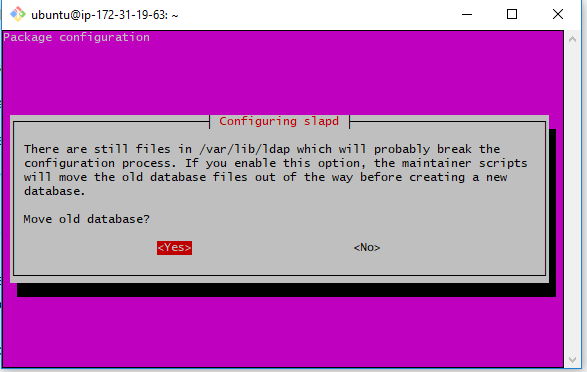 ubuntu@ip-172-31-19-63: ~
Package configuration
Configuring slapd
There are still files in /var/lib/ldap which will probably break the
configuration process. If you enable this option, the maintainer scripts
will move the old database files out of the way before creating a new
database.
Move old database?
<Yes> <No>